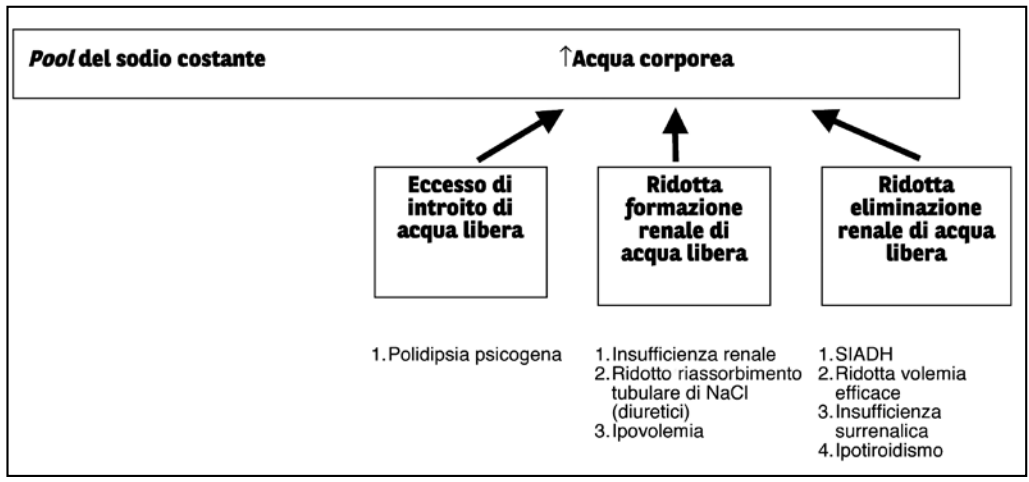 Pool del sodio costante
↑Acqua corporea
Eccesso di
introito di
acqua libera
Ridotta
formazione
renale di
acqua libera
Ridotta
eliminazione
renale di acqua
libera
1.Polidipsia psicogena
1.Insufficienza renale
2.Ridotto riassorbimento
tubulare di NaCl
(diuretici)
3.Ipovolemia
1.SIADH
2.Ridotta volemia
efficace
3.Insufficienza
surrenalica
4.Ipotiroidismo